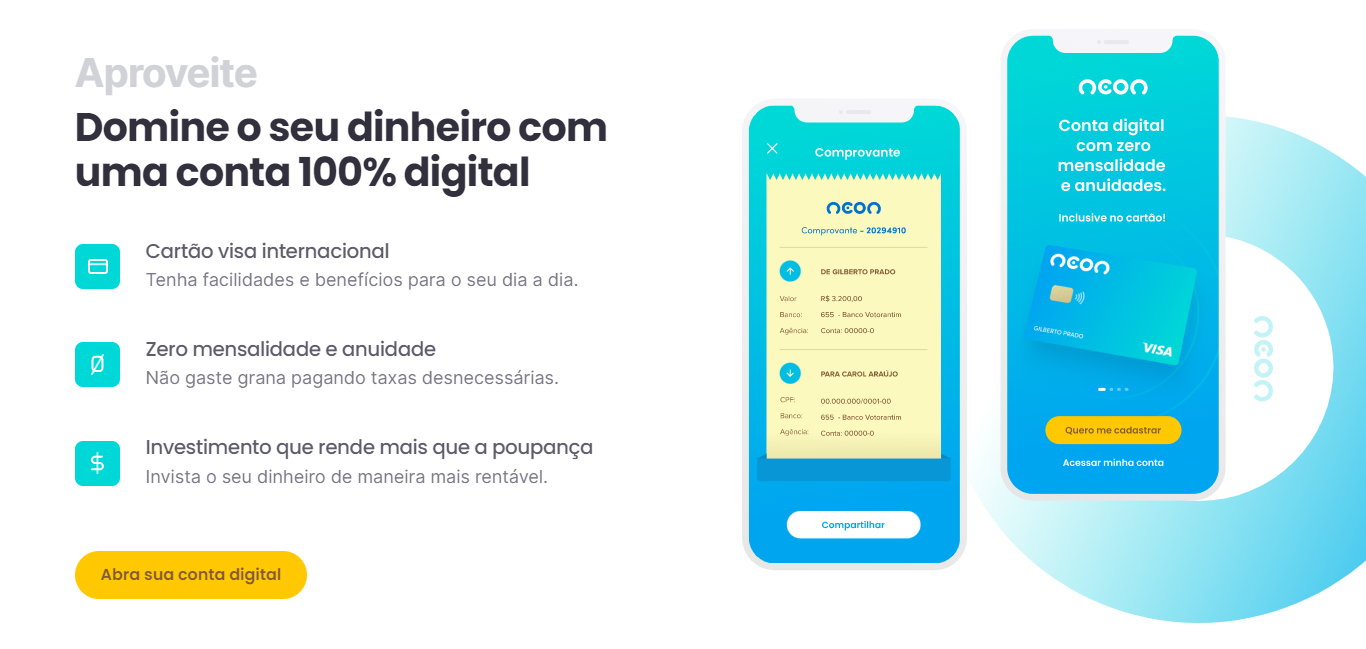 Aproveite
Domine o seu dinheiro com
uma conta 100% digital
Cartão visa internacional
Tenha facilidades e benefícios para o seu dia a dia.
Zero mensalidade e anuidade
Não gaste grana pagando taxas desnecessárias.
Investimento que rende mais que a poupança
Invista o seu dinheiro de maneira mais rentável.
Abra sua conta digital
Comprovante
neon
Comprovante - 20294910
DE GILBERTO PRADO
Valor R$ 3.200,00
Banco: 655 - Banco Votorantim
Agência: Conta: 00000-0
PARA CAROL ARAÚJO
CPF: 00.000.000/0001-00
Banco: 655 - Banco Votorantim
Agência: Conta: 00000-0
Compartilhar
neon
Conta digital
com zero
mensalidade
e anuidades.
Inclusive no cartão!
neon
GILBERTO PRADO
VISA
Quero me cadastrar
Acessar minha conta
neon